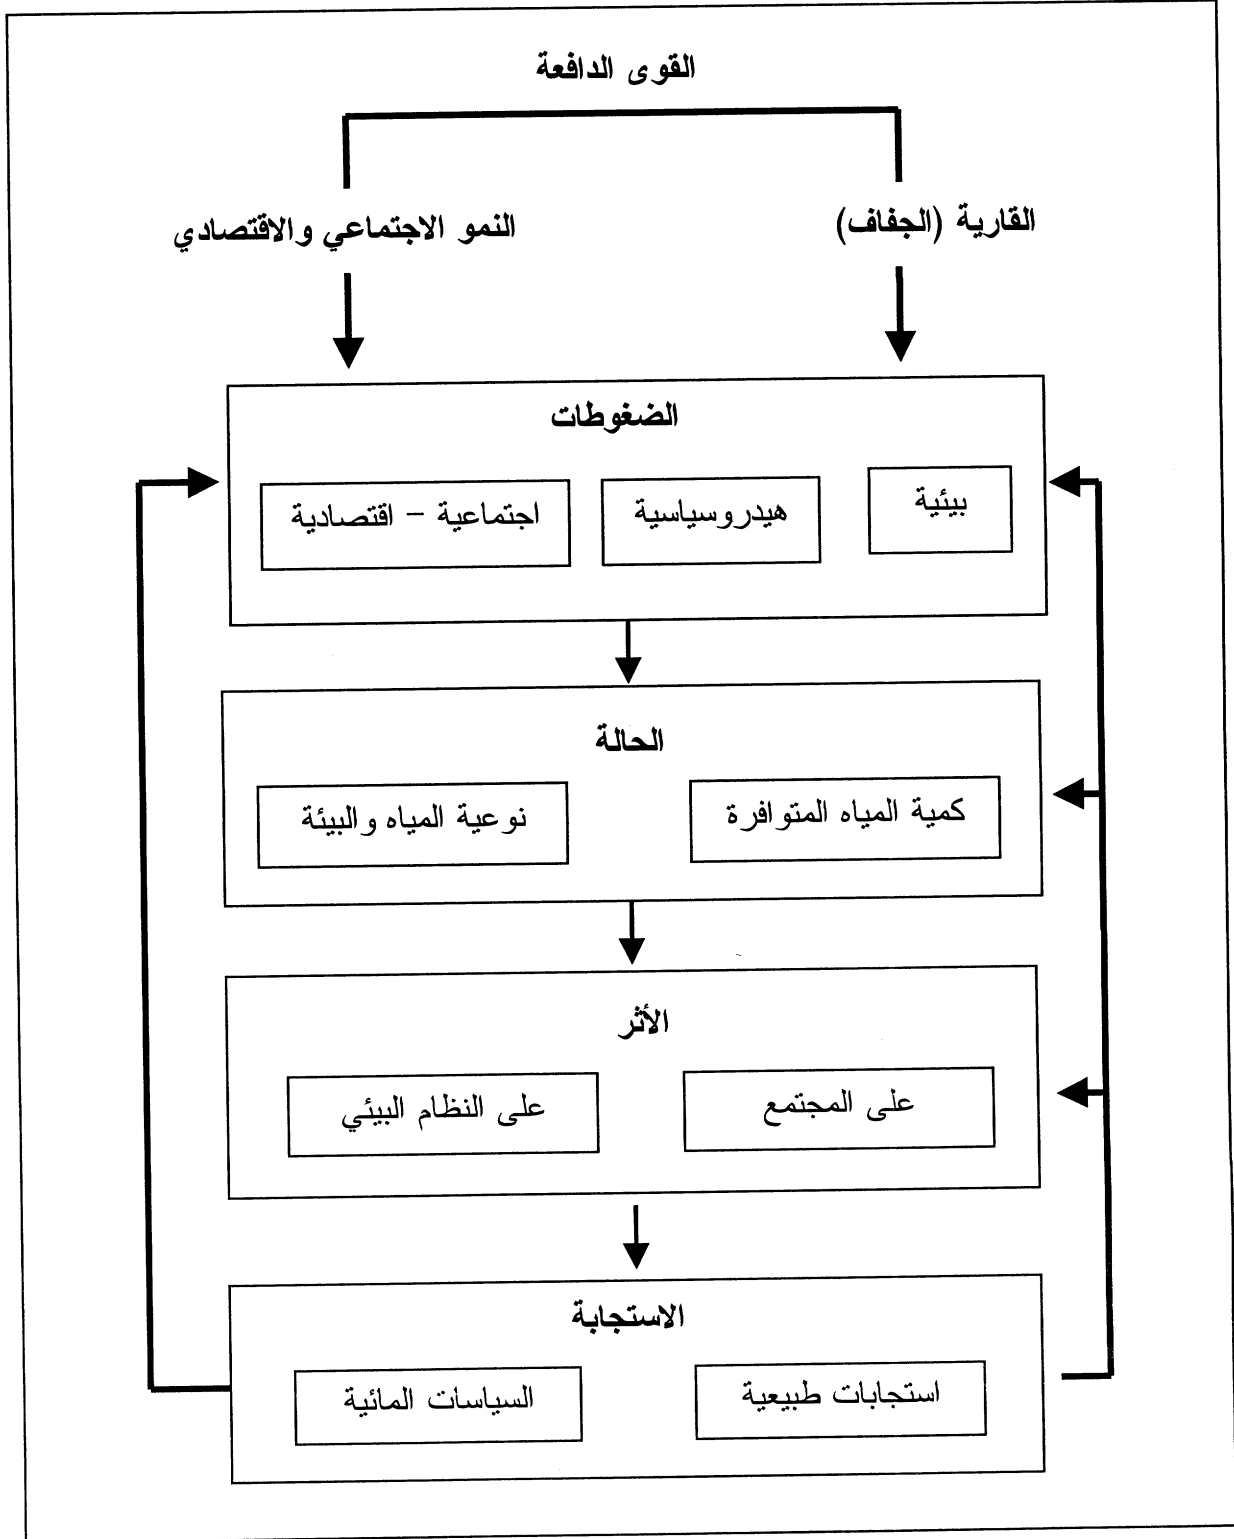 القوى الدافعة
القارية (الجفاف)
النمو الاجتماعي والاقتصادي
الضغوطات
بيئية
هيدروسياسية
اجتماعية – اقتصادية
الحالة
كمية المياه المتوافرة
نوعية المياه والبيئة
الأثر
على المجتمع
على النظام البيئي
الاستجابة
استجابات طبيعية
السياسات المائية